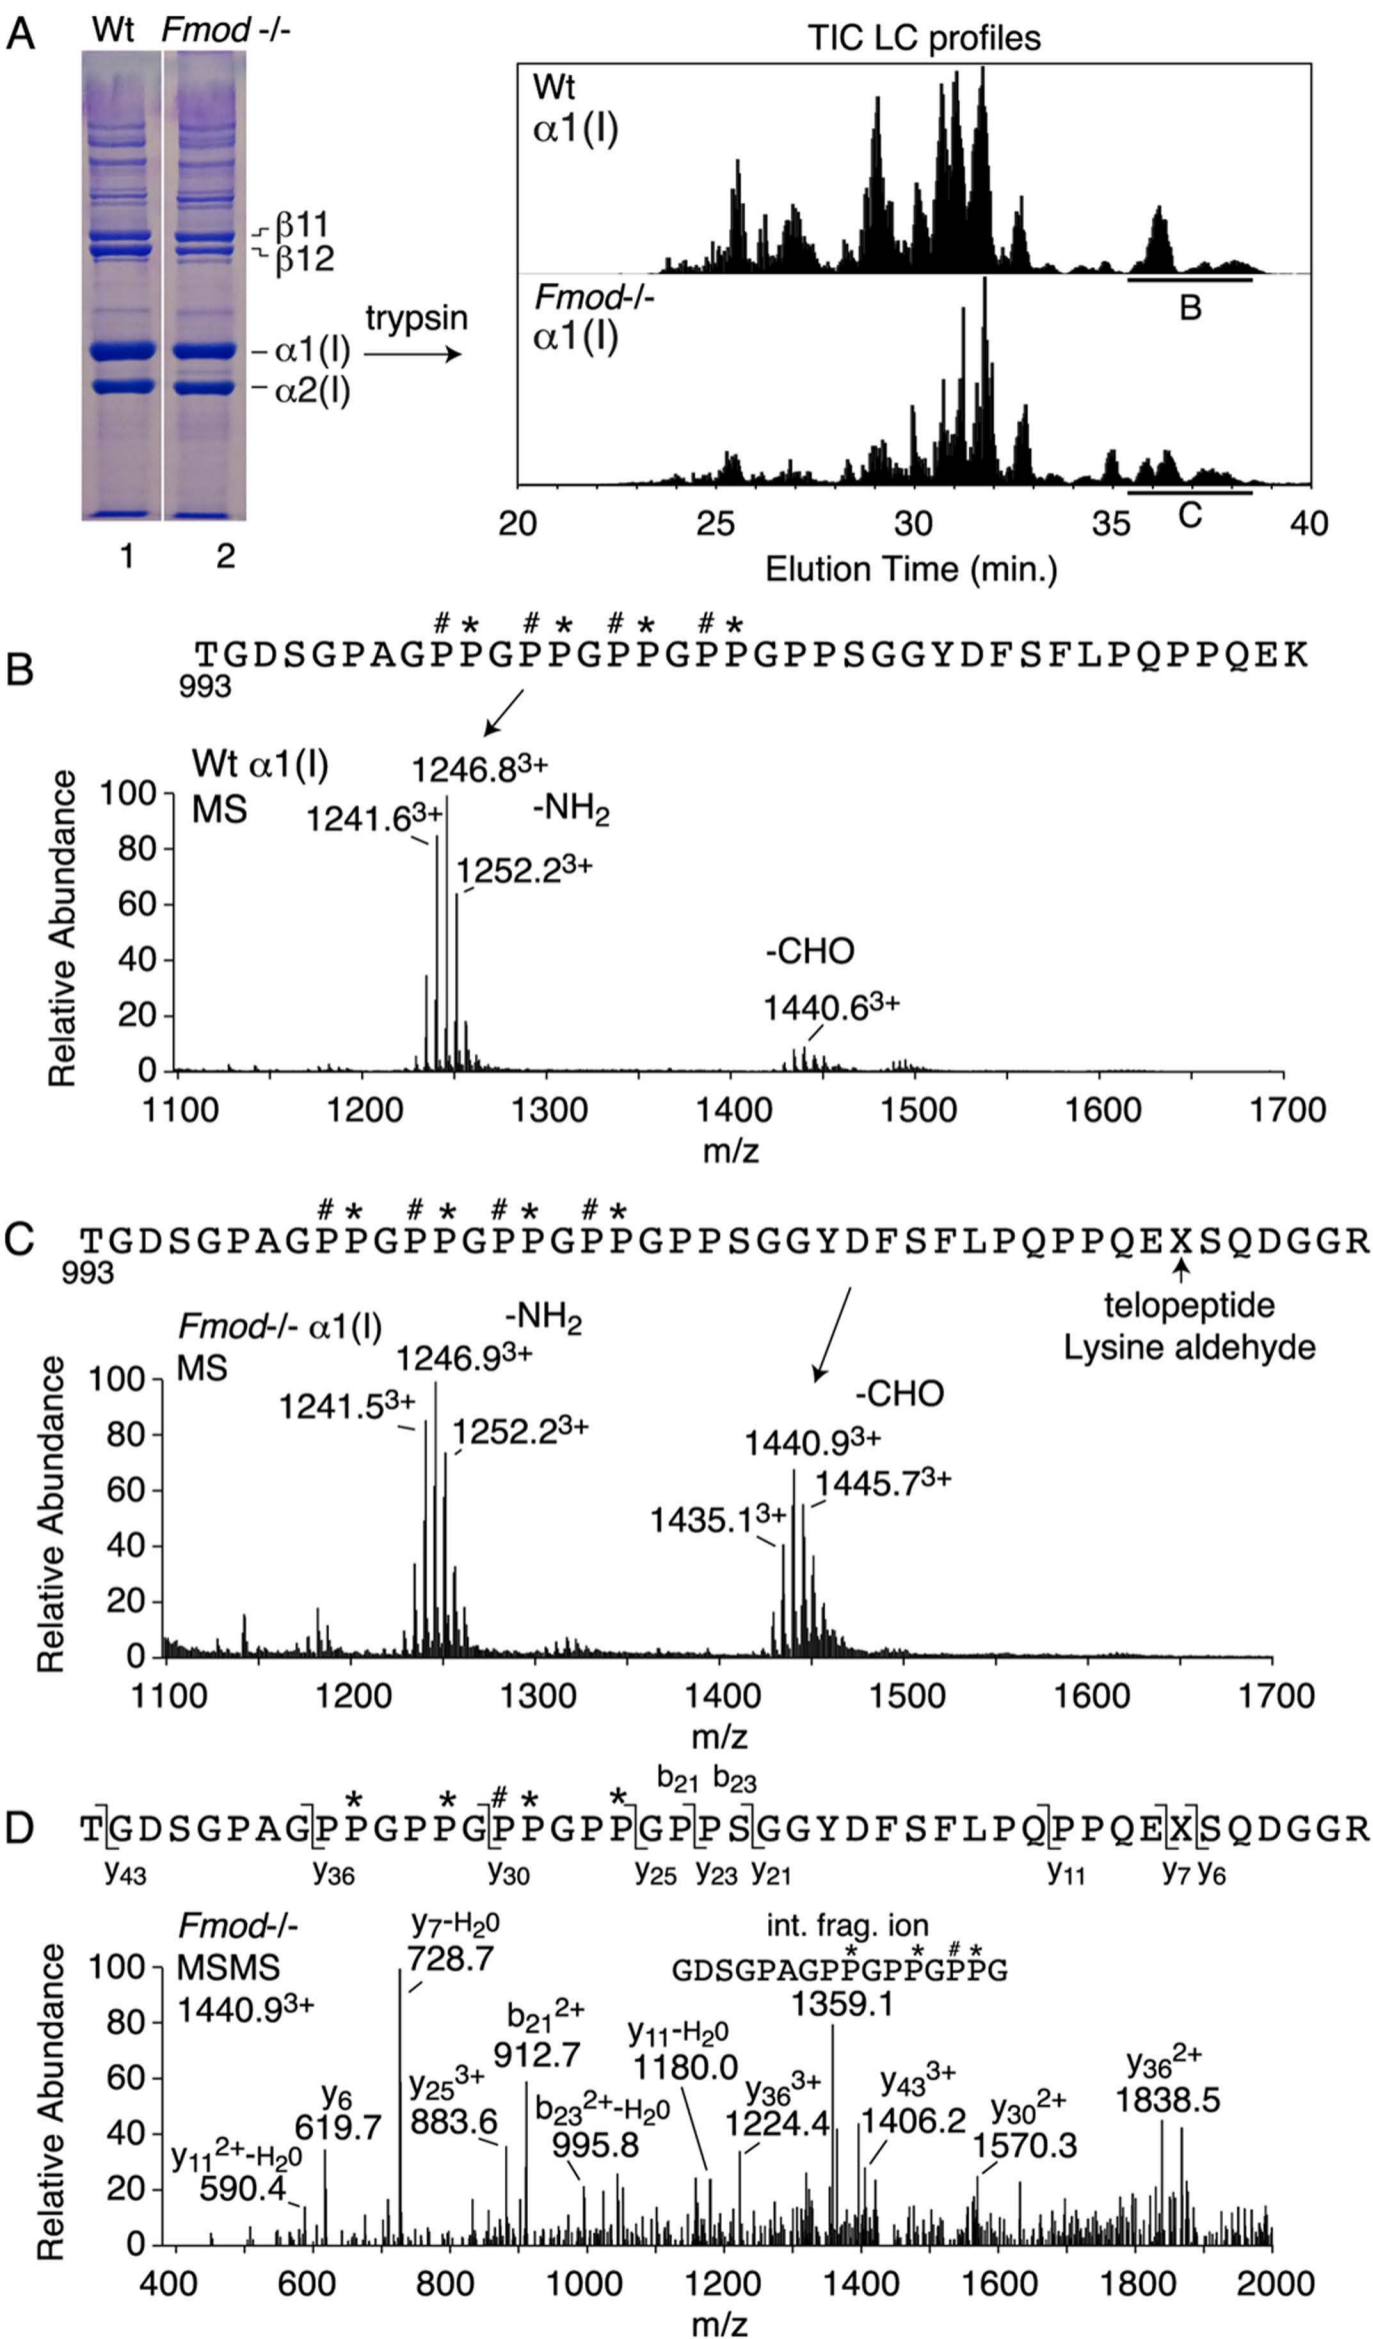 A
Wt Fmod -/-
β11
β12
α1(I)
α2(I)
1 2
trypsin
TIC LC profiles
Wt
α1(I)
B
Fmod-/-
α1(I)
C
20 25 30 35 40
Elution Time (min.)
B
# * # * # * # *
TGDSGPAGPPGPPGPPGPPGPPSGGYDFSFLPQPPQEK
993
Wt α1(I)
MS
1246.8³⁺
1241.6³⁺
-NH₂
1252.2³⁺
-CHO
1440.6³⁺
Relative Abundance
100
80
60
40
20
0
1100 1200 1300 1400 1500 1600 1700
m/z
C
# * # * # * # *
TGDSGPAGPPGPPGPPGPPGPPSGGYDFSFLPQPPQEXSQDGGR
993
telopeptide
Lysine aldehyde
Fmod-/- α1(I)
MS
-NH₂
1246.9³⁺
1241.5³⁺
1252.2³⁺
-CHO
1440.9³⁺
1445.7³⁺
1435.1³⁺
Relative Abundance
100
80
60
40
20
0
1100 1200 1300 1400 1500 1600 1700
m/z
D
b₂₁ b₂₃
* * # * *
TGDSGPAGPPGPPGPPGPPGPPSGGYDFSFLPQPPQEXSQDGGR
y₄₃ y₃₆ y₃₀ y₂₅ y₂₃ y₂₁ y₁₁ y₇ y₆
Fmod-/-
MSMS
1440.9³⁺
y₇-H₂0
728.7
int. frag. ion
* * # *
GDSGPAGPPGPPGPPG
1359.1
b₂₁²⁺
912.7
y₁₁-H₂0
1180.0
y₆
619.7
y₂₅³⁺
883.6
b₂₃²⁺-H₂0
995.8
y₃₆³⁺
1224.4
y₄₃³⁺
1406.2
y₃₀²⁺
1570.3
y₃₆²⁺
1838.5
y₁₁²⁺-H₂0
590.4
Relative Abundance
100
80
60
40
20
0
400 600 800 1000 1200 1400 1600 1800 2000
m/z